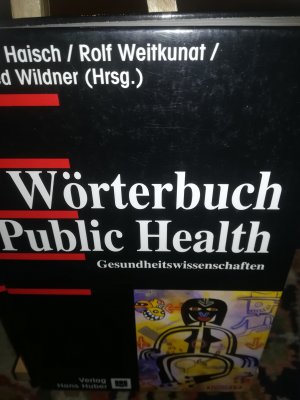 Haisch / Rolf Weitkunat /
d Wildner (Hrsg.)
Wörterbuch
Public Health
Gesundheitswissenschaften
Verlag
Hans Huber